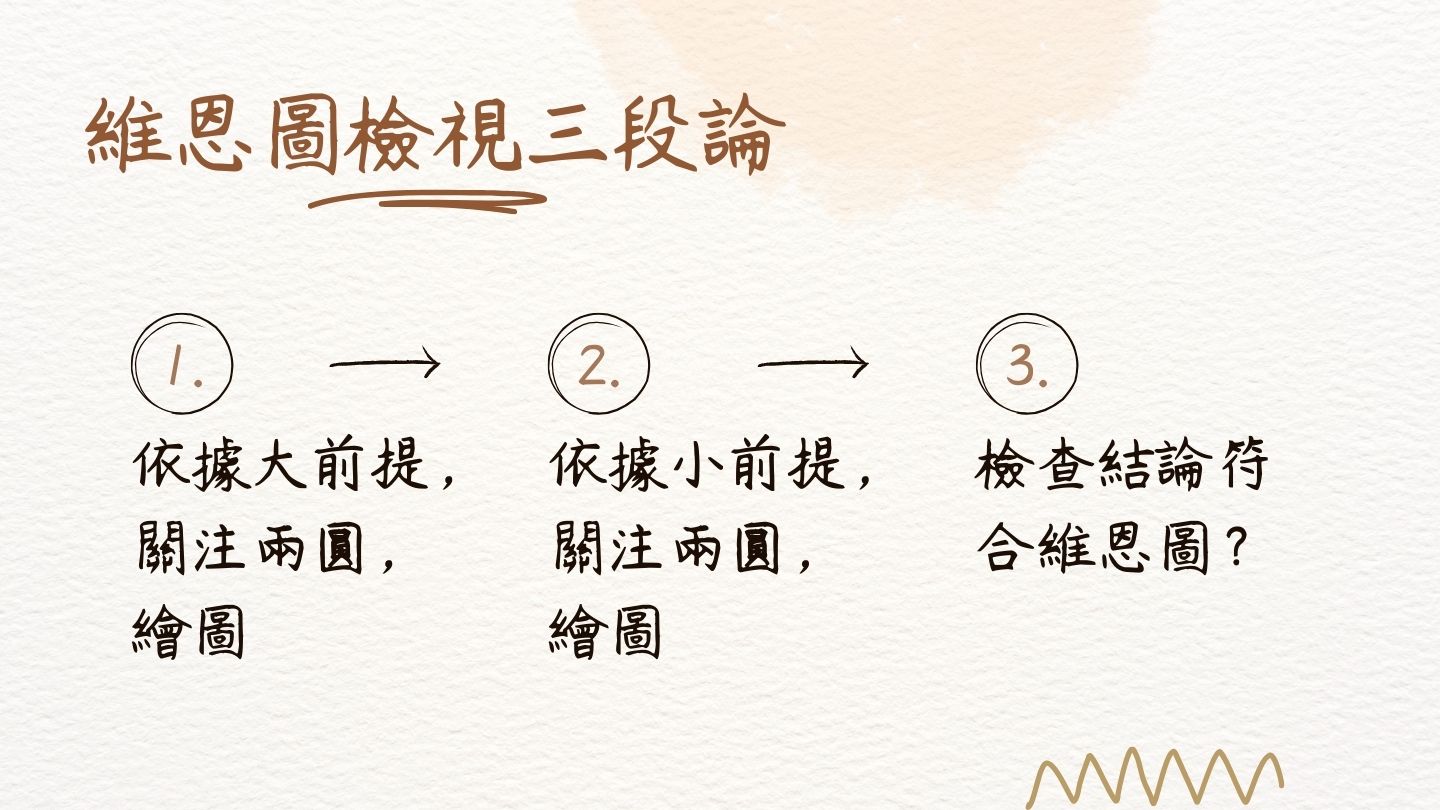 維恩圖檢視三段論
1.
依據大前提，
關注兩圓，
繪圖
2.
依據小前提，
關注兩圓，
繪圖
3.
檢查結論符
合維恩圖？